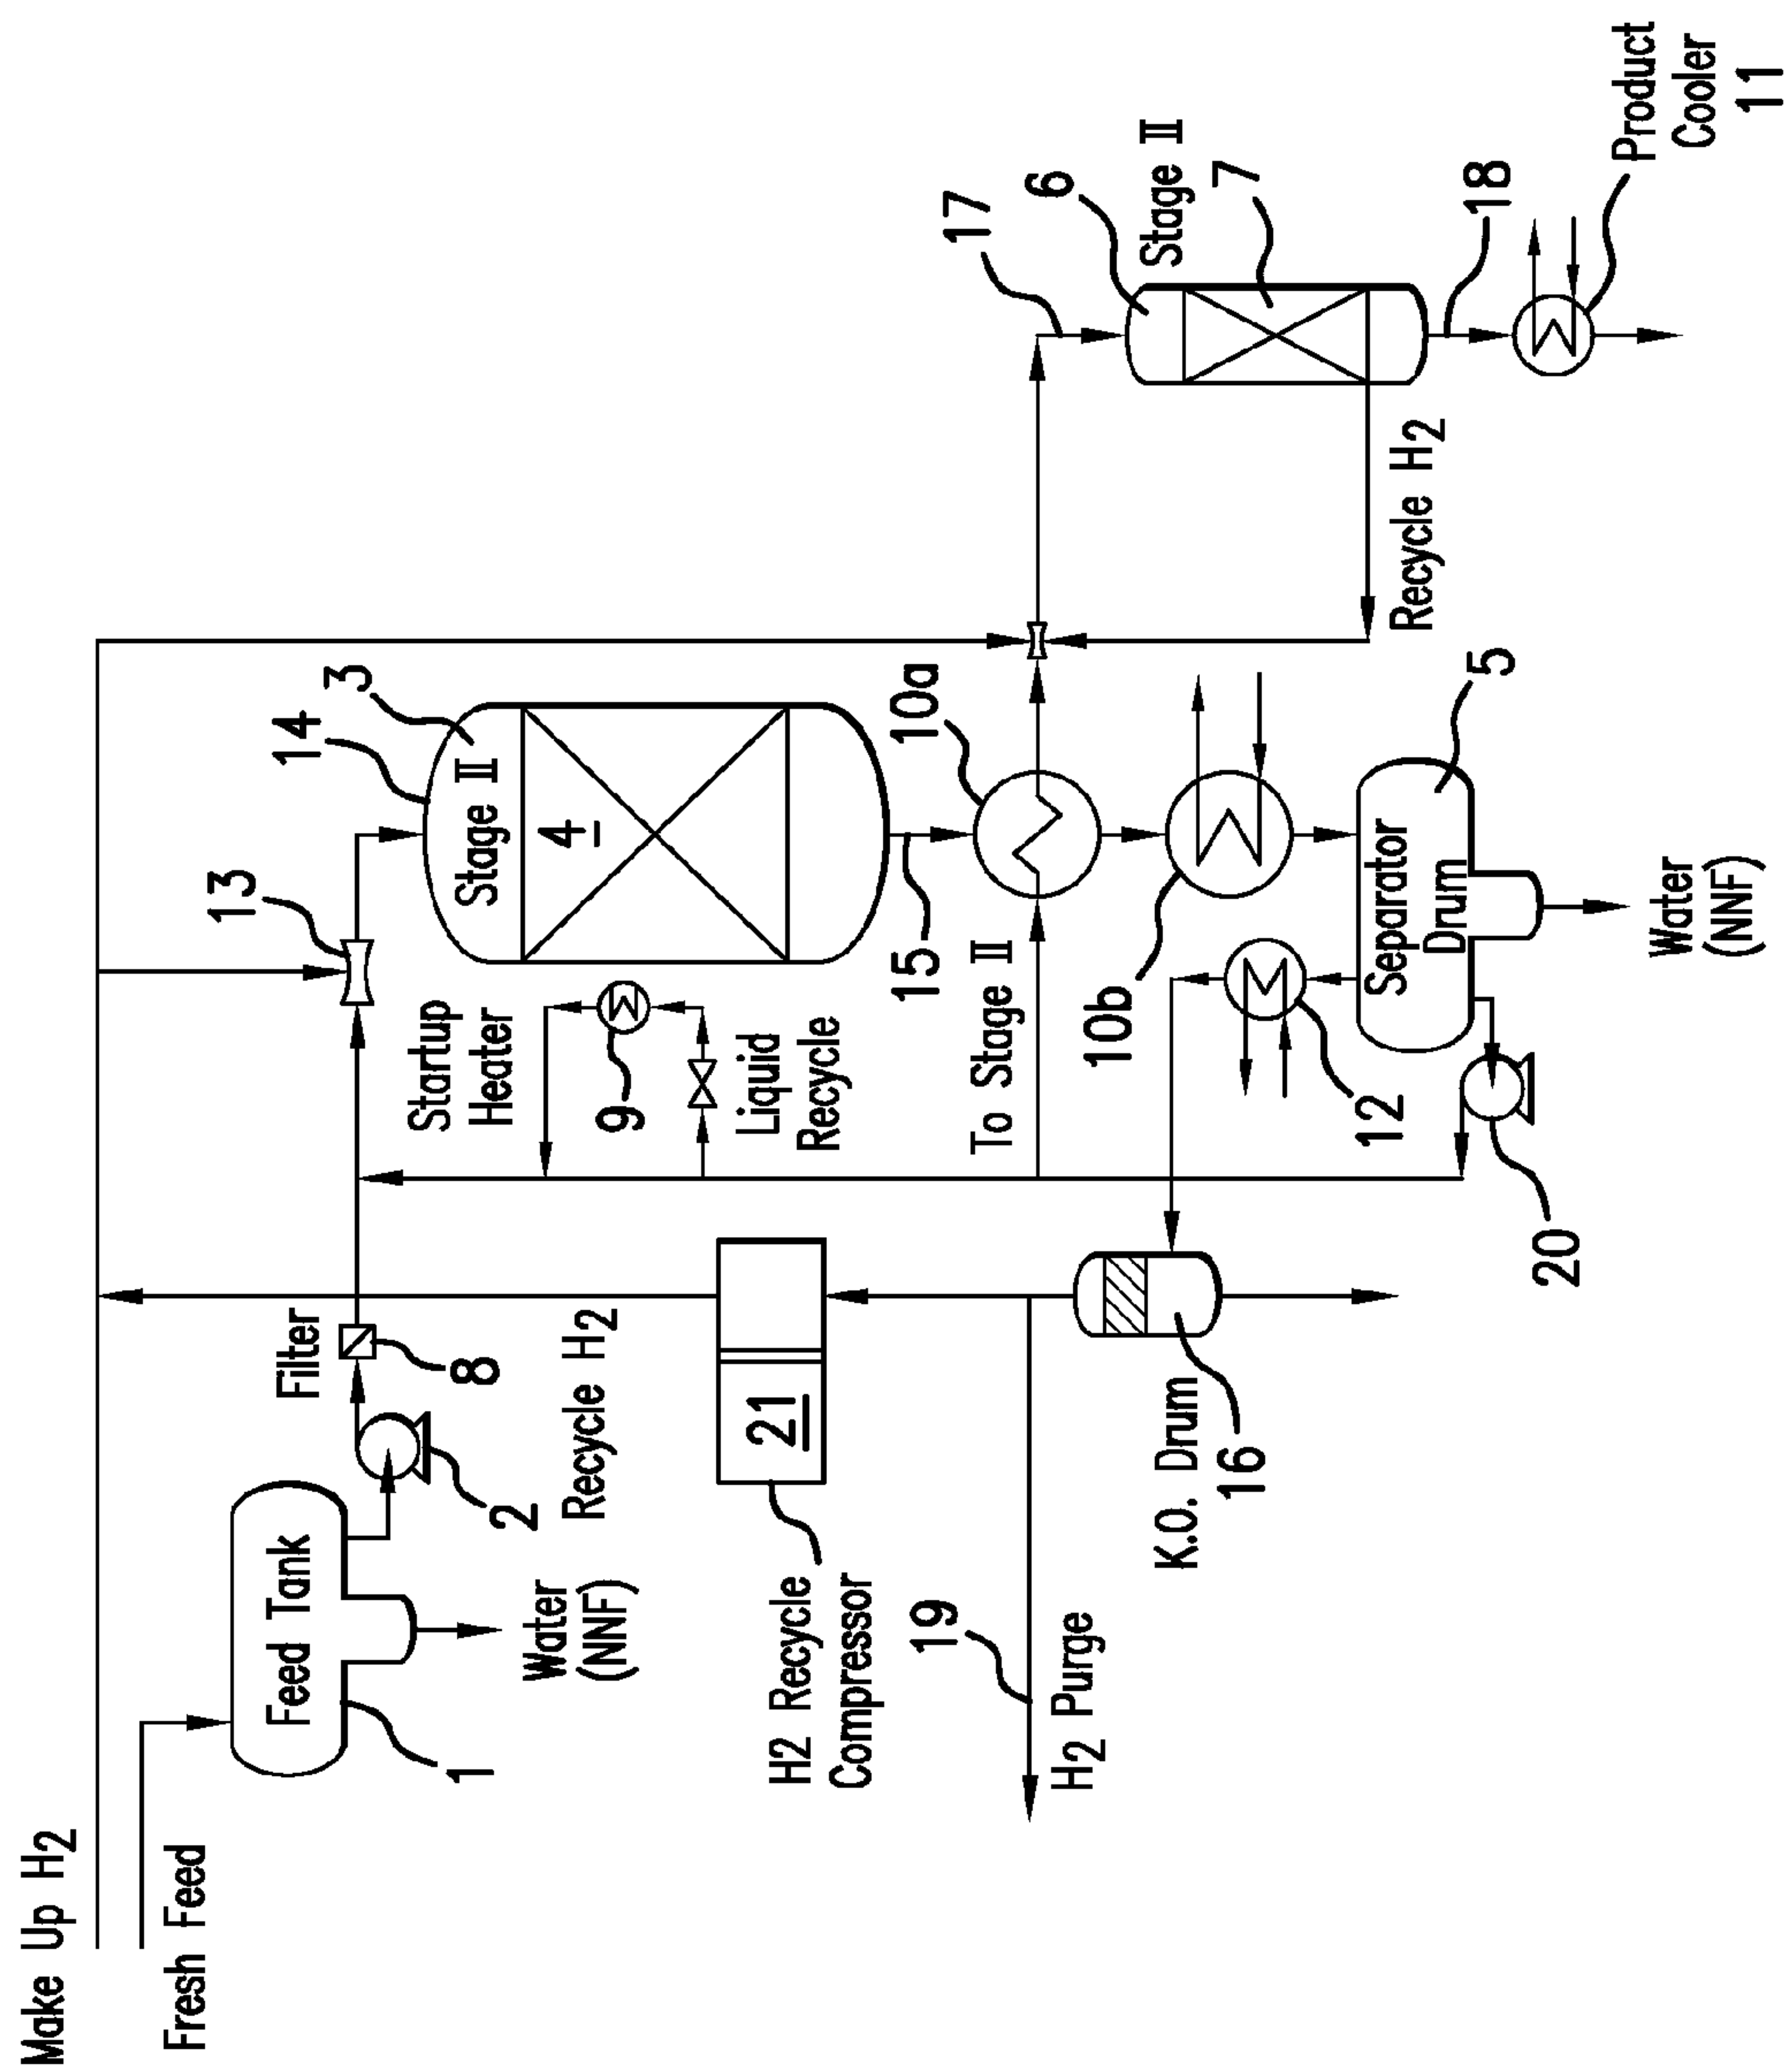 Make Up H2
Fresh Feed
Feed Tank
1
Water
(NNF)
2
Filter
8
Recycle H2
H2 Recycle
Compressor
21
19
H2 Purge
K.O. Drum
16
13
14
3
Stage II
4
Startup
Heater
9
Liquid
Recycle
15
To Stage II
10a
10b
12
Separator
Drum
5
20
Water
(NNF)
Recycle H2
17
6
Stage II
7
18
Product
Cooler
11